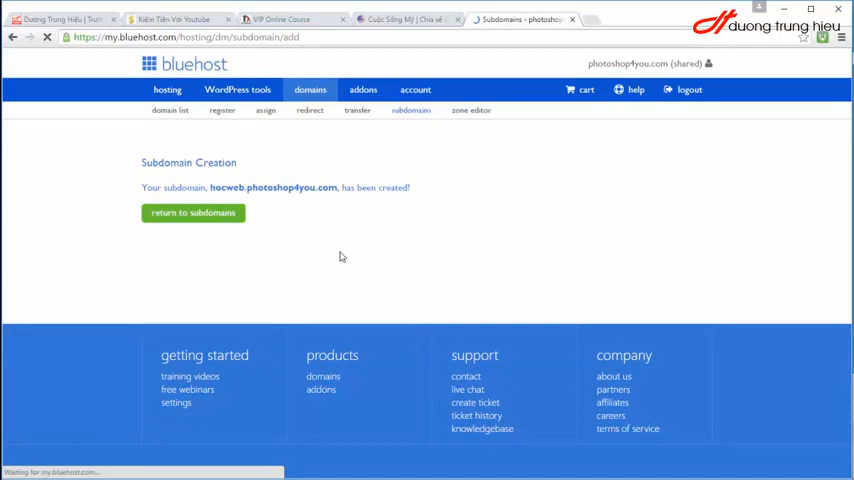 Dương Trung Hiếu | Trườ
Kiếm Tiền Với Youtube
VIP Online Course
Cuộc Sống Mỹ | Chia sẻ c
Subdomains - photoshop
duong trung hieu
https://my.bluehost.com/hosting/dm/subdomain/add
bluehost
photoshop4you.com (shared)
hosting WordPress tools domains addons account cart help logout
domain list register assign redirect transfer subdomains zone editor
Subdomain Creation
Your subdomain, hocweb.photoshop4you.com, has been created!
return to subdomains
getting started
training videos
free webinars
settings
products
domains
addons
support
contact
live chat
create ticket
ticket history
knowledgebase
company
about us
partners
affiliates
careers
terms of service
Waiting for my.bluehost.com...